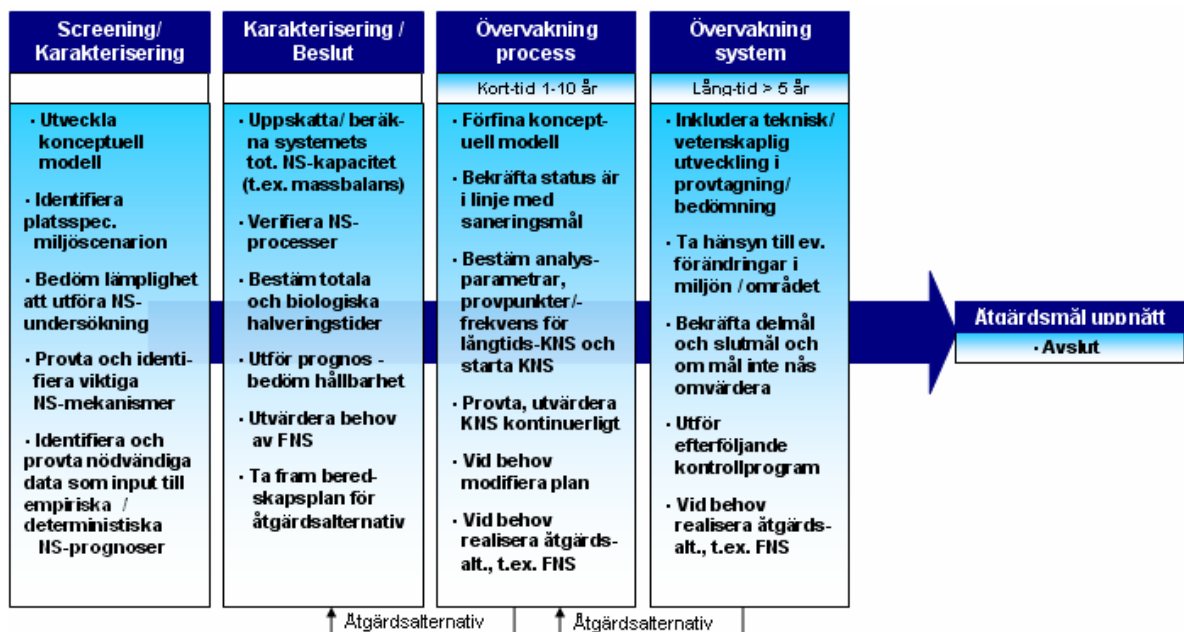 Screening/
Karakterisering
· Utveckla
konceptuell
modell
· Identifiera
platsspec.
miljöscenarion
· Bedöm lämplighet
att utföra NS-
undersökning
· Provta och identi-
fiera viktiga
NS-mekanismer
· Identifiera och
provta nödvändiga
data som input till
empiriska /
deterministiska
NS-prognoser
Karakterisering /
Beslut
· Uppskatta/ beräk-
na systemets
tot. NS-kapacitet
(t.ex. massbalans)
· Verifiera NS-
processer
· Bestäm totala
och biologiska
halveringstider
· Utför prognos -
bedöm hållbarhet
· Utvärdera behov
av FNS
· Ta fram bered-
skapsplan för
åtgärdsalternativ
Övervakning
process
Kort-tid 1-10 år
· Förfina koncept-
uell modell
· Bekräfta status är
i linje med
saneringsmål
· Bestäm analys-
parametrar,
provpunkter/-
frekvens för
långtids-KNS och
starta KNS
· Provta, utvärdera
KNS kontinuerligt
· Vid behov
modifiera plan
· Vid behov
realisera åtgärds-
alt., t.ex. FNS
Övervakning
system
Lång-tid > 5 år
· Inkludera teknisk/
vetenskaplig
utveckling i
provtagning/
bedömning
· Ta hänsyn till ev.
förändringar i
miljön / området
· Bekräfta delmål
och slutmål och
om mål inte nås
omvärdera
· Utför
efterföljande
kontrollprogram
· Vid behov
realisera åtgärds-
alt., t.ex. FNS
Åtgärdsmål uppnått
· Avslut
Åtgärdsalternativ
Åtgärdsalternativ